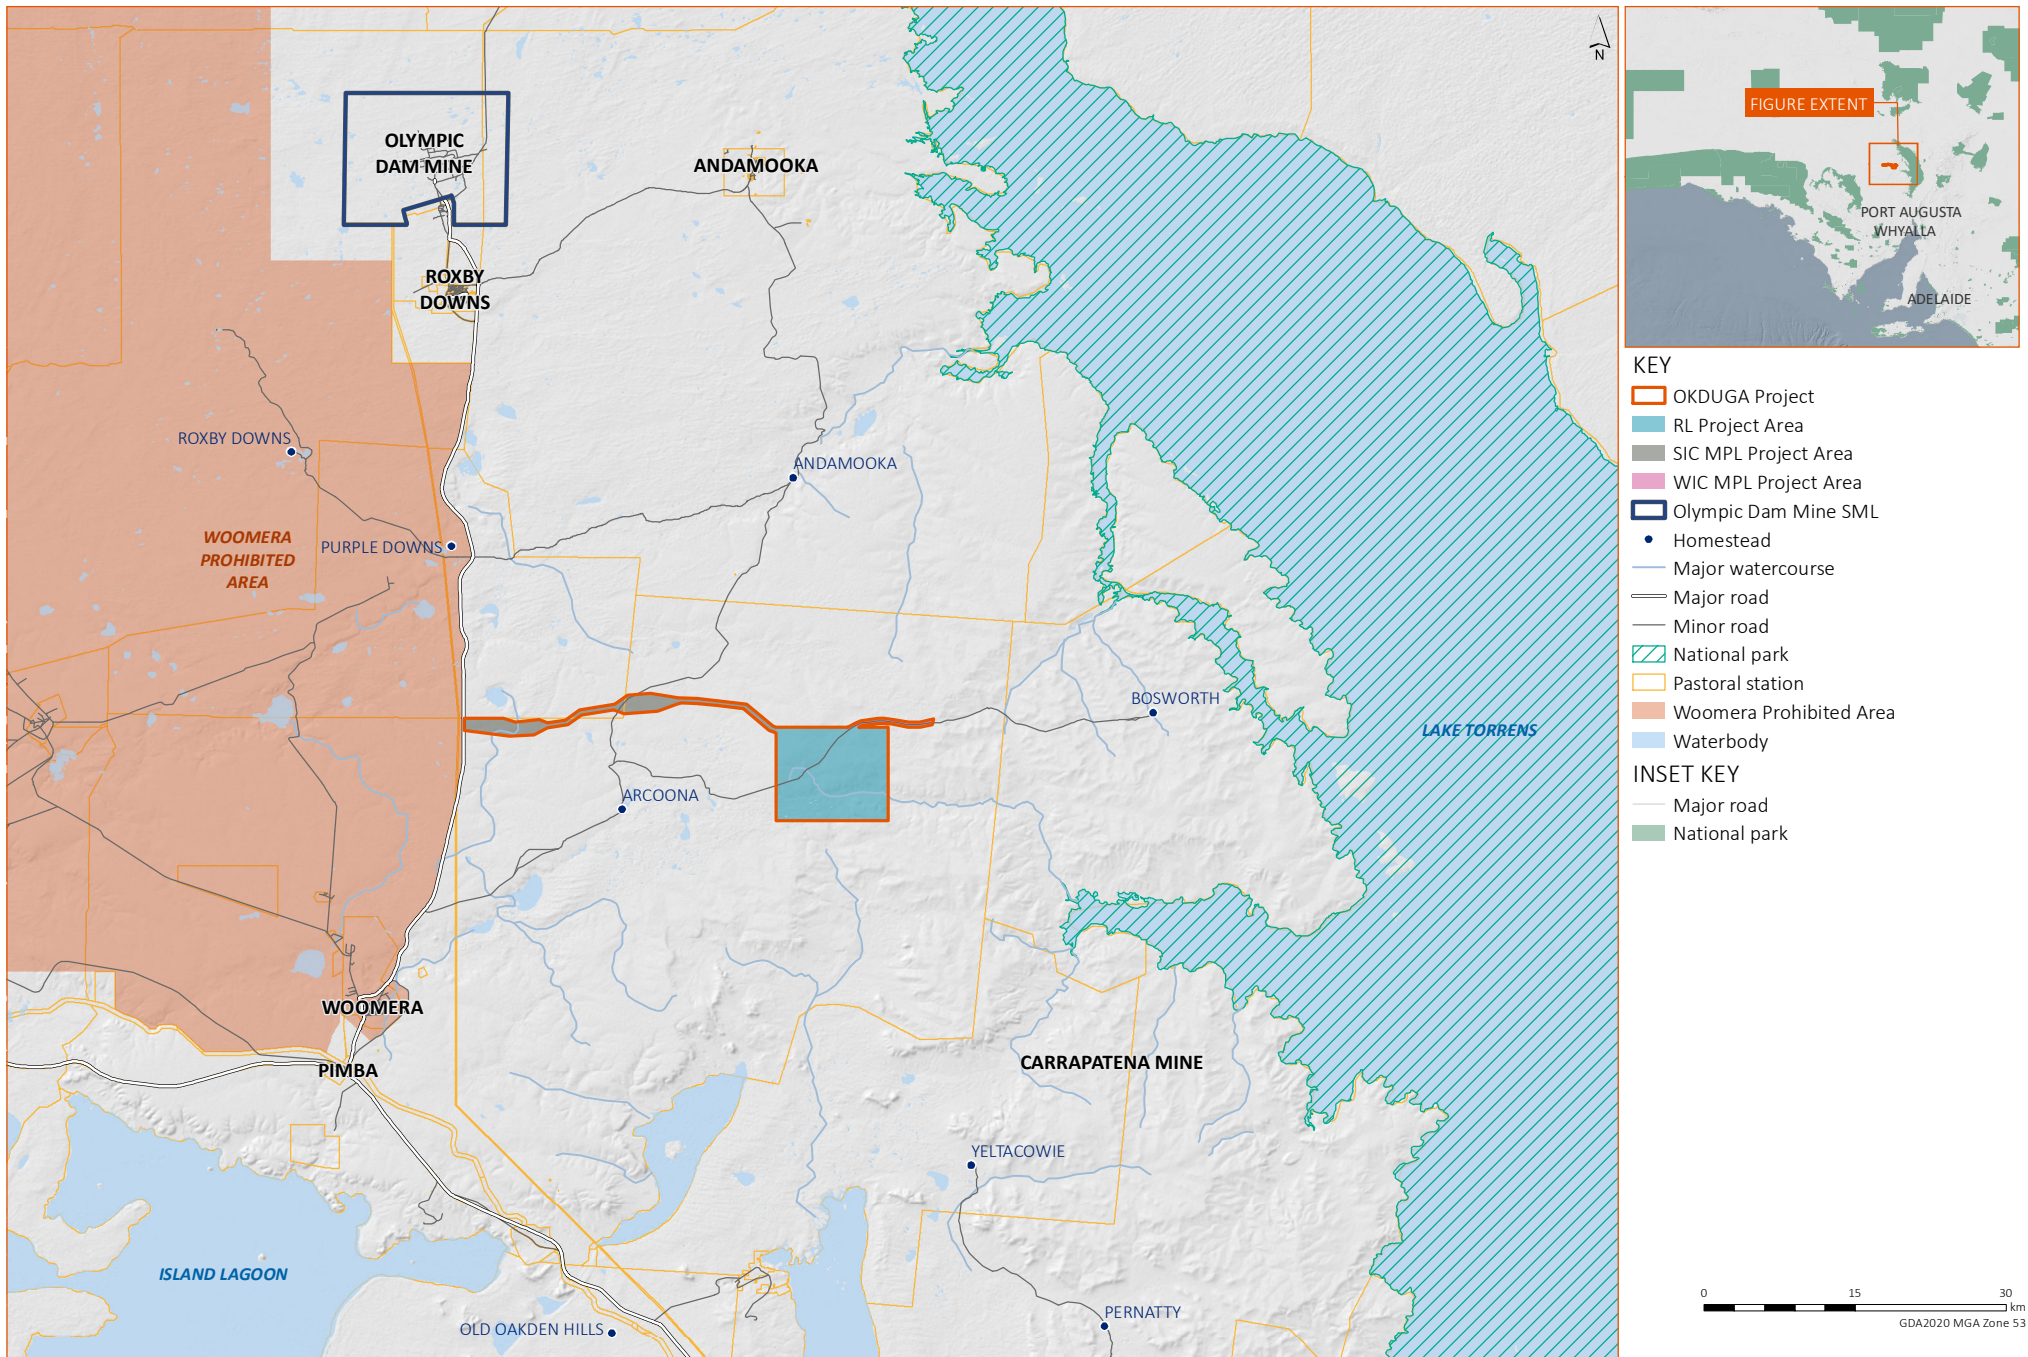 N
OLYMPIC
DAM MINE
ANDAMOOKA
ROXBY
DOWNS
ROXBY DOWNS
ANDAMOOKA
WOOMERA
PROHIBITED
AREA
PURPLE DOWNS
BOSWORTH
LAKE TORRENS
ARCOONA
WOOMERA
PIMBA
CARRAPATENA MINE
YELTACOWIE
ISLAND LAGOON
PERNATTY
OLD OAKDEN HILLS
FIGURE EXTENT
PORT AUGUSTA
WHYALLA
ADELAIDE
KEY
OKDUGA Project
RL Project Area
SIC MPL Project Area
WIC MPL Project Area
Olympic Dam Mine SML
Homestead
Major watercourse
Major road
Minor road
National park
Pastoral station
Woomera Prohibited Area
Waterbody
INSET KEY
Major road
National park
0 15 30
km
GDA2020 MGA Zone 53